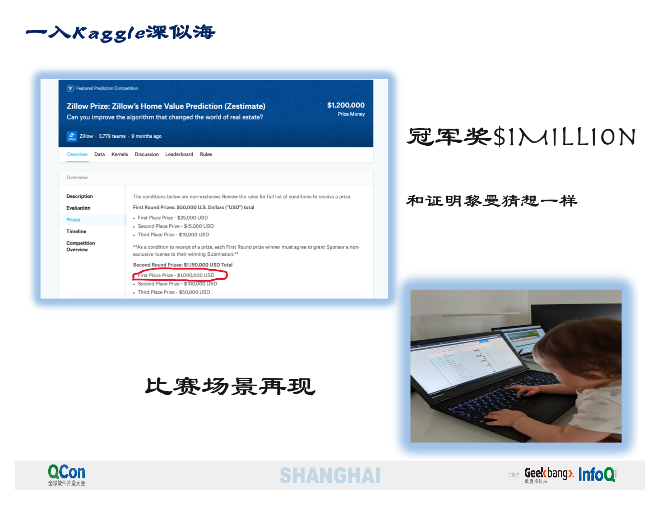 一入Kaggle深似海
Featured Prediction Competition
Zillow Prize: Zillow's Home Value Prediction (Zestimate)
Can you improve the algorithm that changed the world of real estate?
$1,200,000
Prize Money
Zillow · 3,779 teams · 9 months ago
Overview Data Kernels Discussion Leaderboard Rules
Overview
Description
Evaluation
Prizes
Timeline
Competition
Overview
The conditions below are non-exclusive. Review the rules for full list of conditions to receive a prize.
First Round Prizes: $50,000 U.S. Dollars ("USD") total
• First Place Prize - $25,000 USD
• Second Place Prize - $15,000 USD
• Third Place Prize - $10,000 USD
**As a condition to receipt of a prize, each First Round prize winner must agree to grant Sponsor a non-
exclusive license to their winning Submission.**
Second Round Prizes: $1,150,000 USD Total
• First Place Prize - $1,000,000 USD
• Second Place Prize - $100,000 USD
• Third Place Prize - $50,000 USD
冠军奖$1MILLION
和证明黎曼猜想一样
比赛场景再现
QCon
全球软件开发大会
SHANGHAI
Geekbang>.
InfoQ